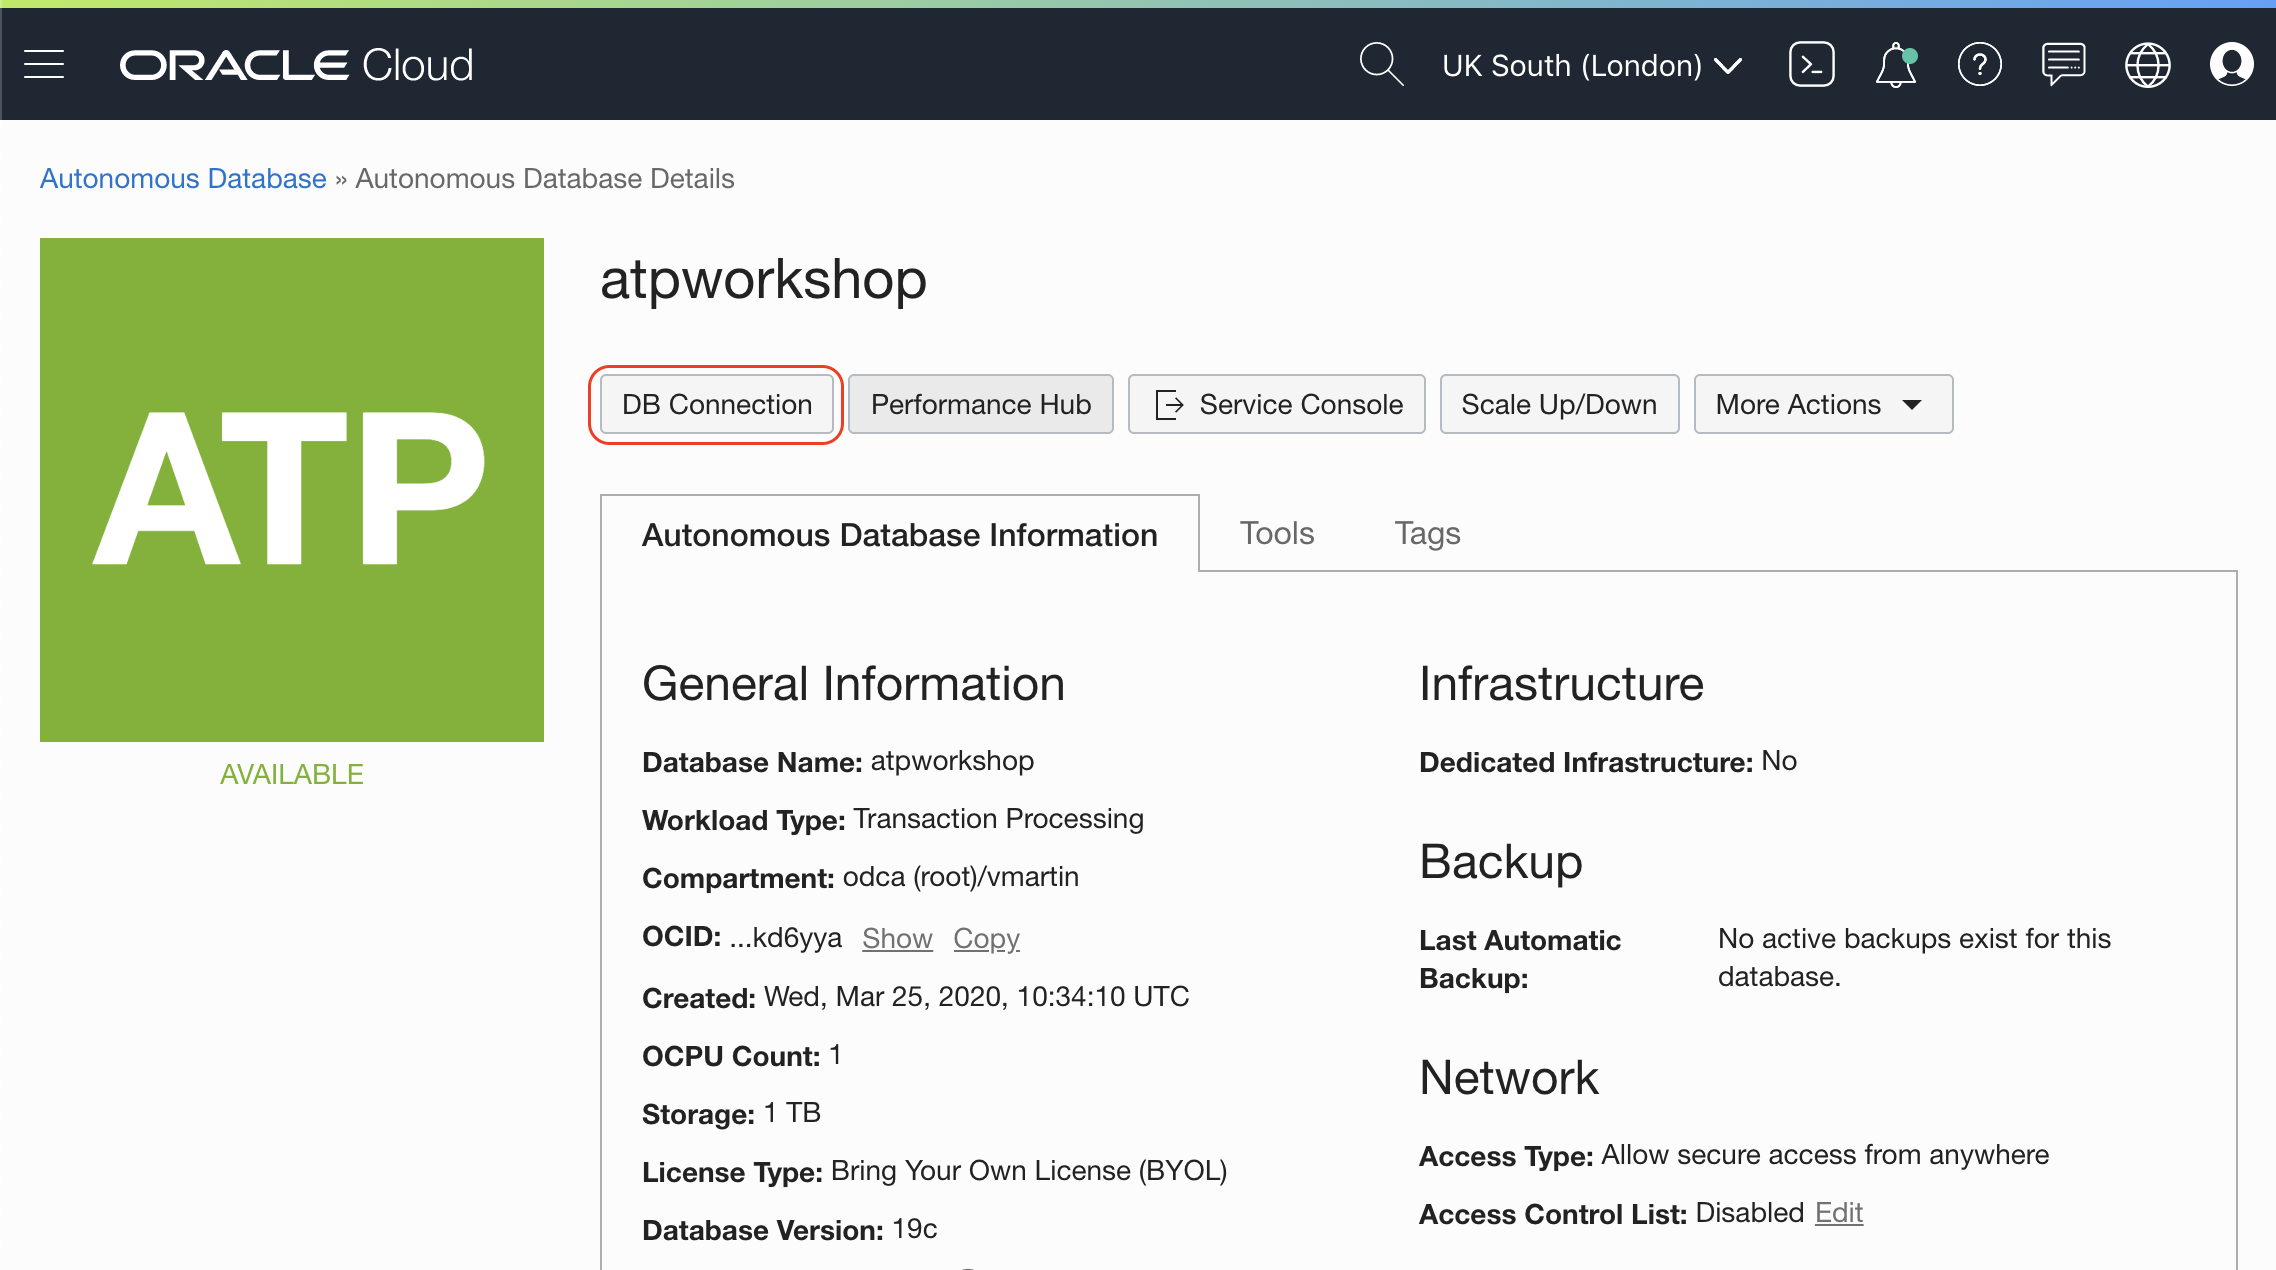 ORACLE Cloud
UK South (London)
Autonomous Database » Autonomous Database Details
ATP
AVAILABLE
atpworkshop
DB Connection
Performance Hub
Service Console
Scale Up/Down
More Actions
Autonomous Database Information
Tools
Tags
General Information
Database Name: atpworkshop
Workload Type: Transaction Processing
Compartment: odca (root)/vmartin
OCID: ...kd6yya Show Copy
Created: Wed, Mar 25, 2020, 10:34:10 UTC
OCPU Count: 1
Storage: 1 TB
License Type: Bring Your Own License (BYOL)
Database Version: 19c
Infrastructure
Dedicated Infrastructure: No
Backup
Last Automatic
Backup:
No active backups exist for this
database.
Network
Access Type: Allow secure access from anywhere
Access Control List: Disabled Edit